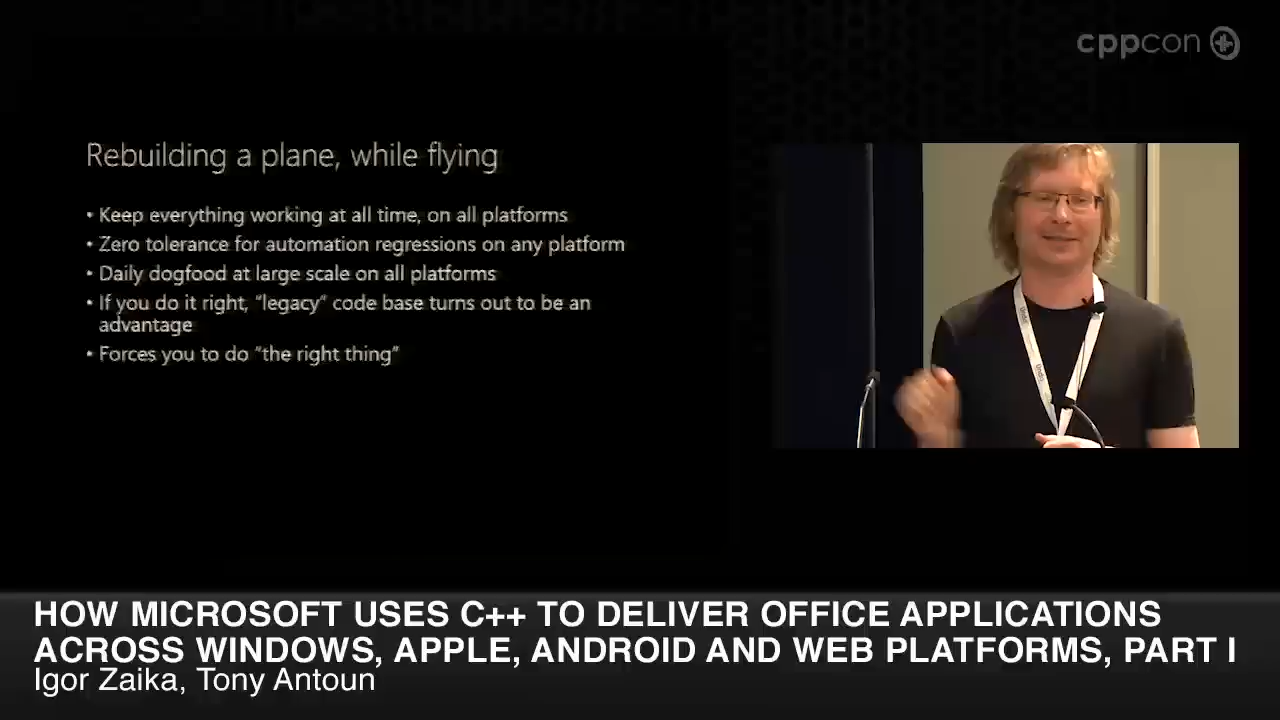 cppcon
Rebuilding a plane, while flying
• Keep everything working at all time, on all platforms
• Zero tolerance for automation regressions on any platform
• Daily dogfood at large scale on all platforms
• If you do it right, "legacy" code base turns out to be an
advantage
• Forces you to do "the right thing"
HOW MICROSOFT USES C++ TO DELIVER OFFICE APPLICATIONS
ACROSS WINDOWS, APPLE, ANDROID AND WEB PLATFORMS, PART I
Igor Zaika, Tony Antoun